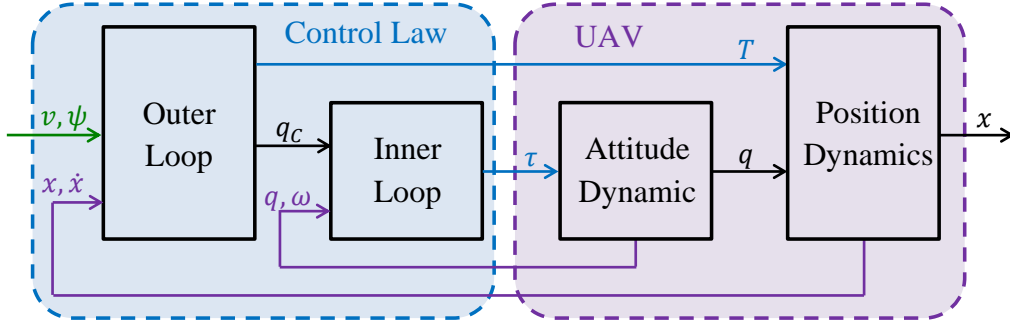 Control Law
UAV
T
v, ψ
Outer
Loop
q_C
Inner
Loop
τ
Attitude
Dynamic
q
Position
Dynamics
x
x, ẋ
q, ω